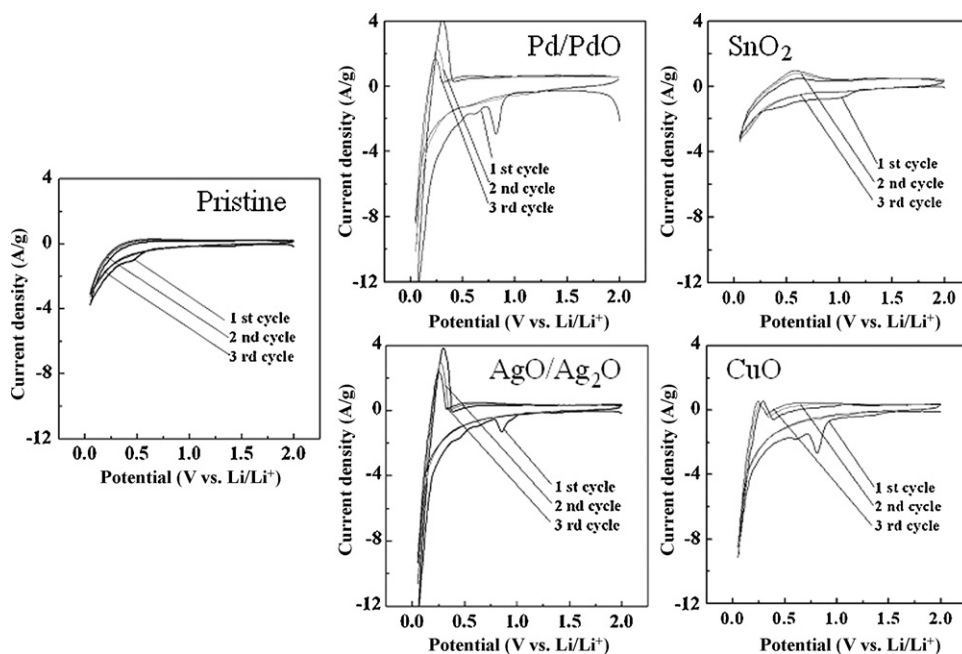 Pristine
Current density (A/g)
4
0
-4
-8
-12
1 st cycle
2 nd cycle
3 rd cycle
0.0 0.5 1.0 1.5 2.0
Potential (V vs. Li/Li⁺)
Pd/PdO
Current density (A/g)
4
0
-4
-8
-12
1 st cycle
2 nd cycle
3 rd cycle
0.0 0.5 1.0 1.5 2.0
Potential (V vs. Li/Li⁺)
SnO₂
Current density (A/g)
4
0
-4
-8
-12
1 st cycle
2 nd cycle
3 rd cycle
0.0 0.5 1.0 1.5 2.0
Potential (V vs. Li/Li⁺)
AgO/Ag₂O
Current density (A/g)
4
0
-4
-8
-12
1 st cycle
2 nd cycle
3 rd cycle
0.0 0.5 1.0 1.5 2.0
Potential (V vs. Li/Li⁺)
CuO
Current density (A/g)
4
0
-4
-8
-12
1 st cycle
2 nd cycle
3 rd cycle
0.0 0.5 1.0 1.5 2.0
Potential (V vs. Li/Li⁺)